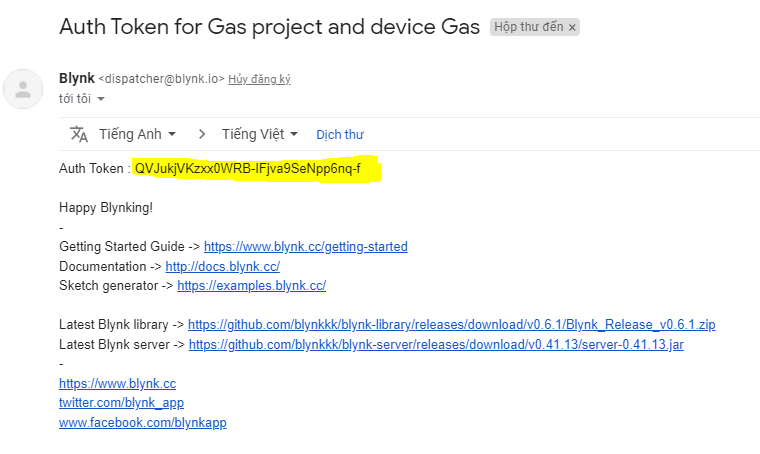 Auth Token for Gas project and device Gas Hộp thư đến ×
Blynk <dispatcher@blynk.io> Hủy đăng ký
tới tôi
Tiếng Anh > Tiếng Việt Dịch thư
Auth Token : QVJukjVKzxx0WRB-IFjva9SeNpp6nq-f
Happy Blynking!
-
Getting Started Guide -> https://www.blynk.cc/getting-started
Documentation -> http://docs.blynk.cc/
Sketch generator -> https://examples.blynk.cc/
Latest Blynk library -> https://github.com/blynkkk/blynk-library/releases/download/v0.6.1/Blynk_Release_v0.6.1.zip
Latest Blynk server -> https://github.com/blynkkk/blynk-server/releases/download/v0.41.13/server-0.41.13.jar
-
https://www.blynk.cc
twitter.com/blynk_app
www.facebook.com/blynkapp